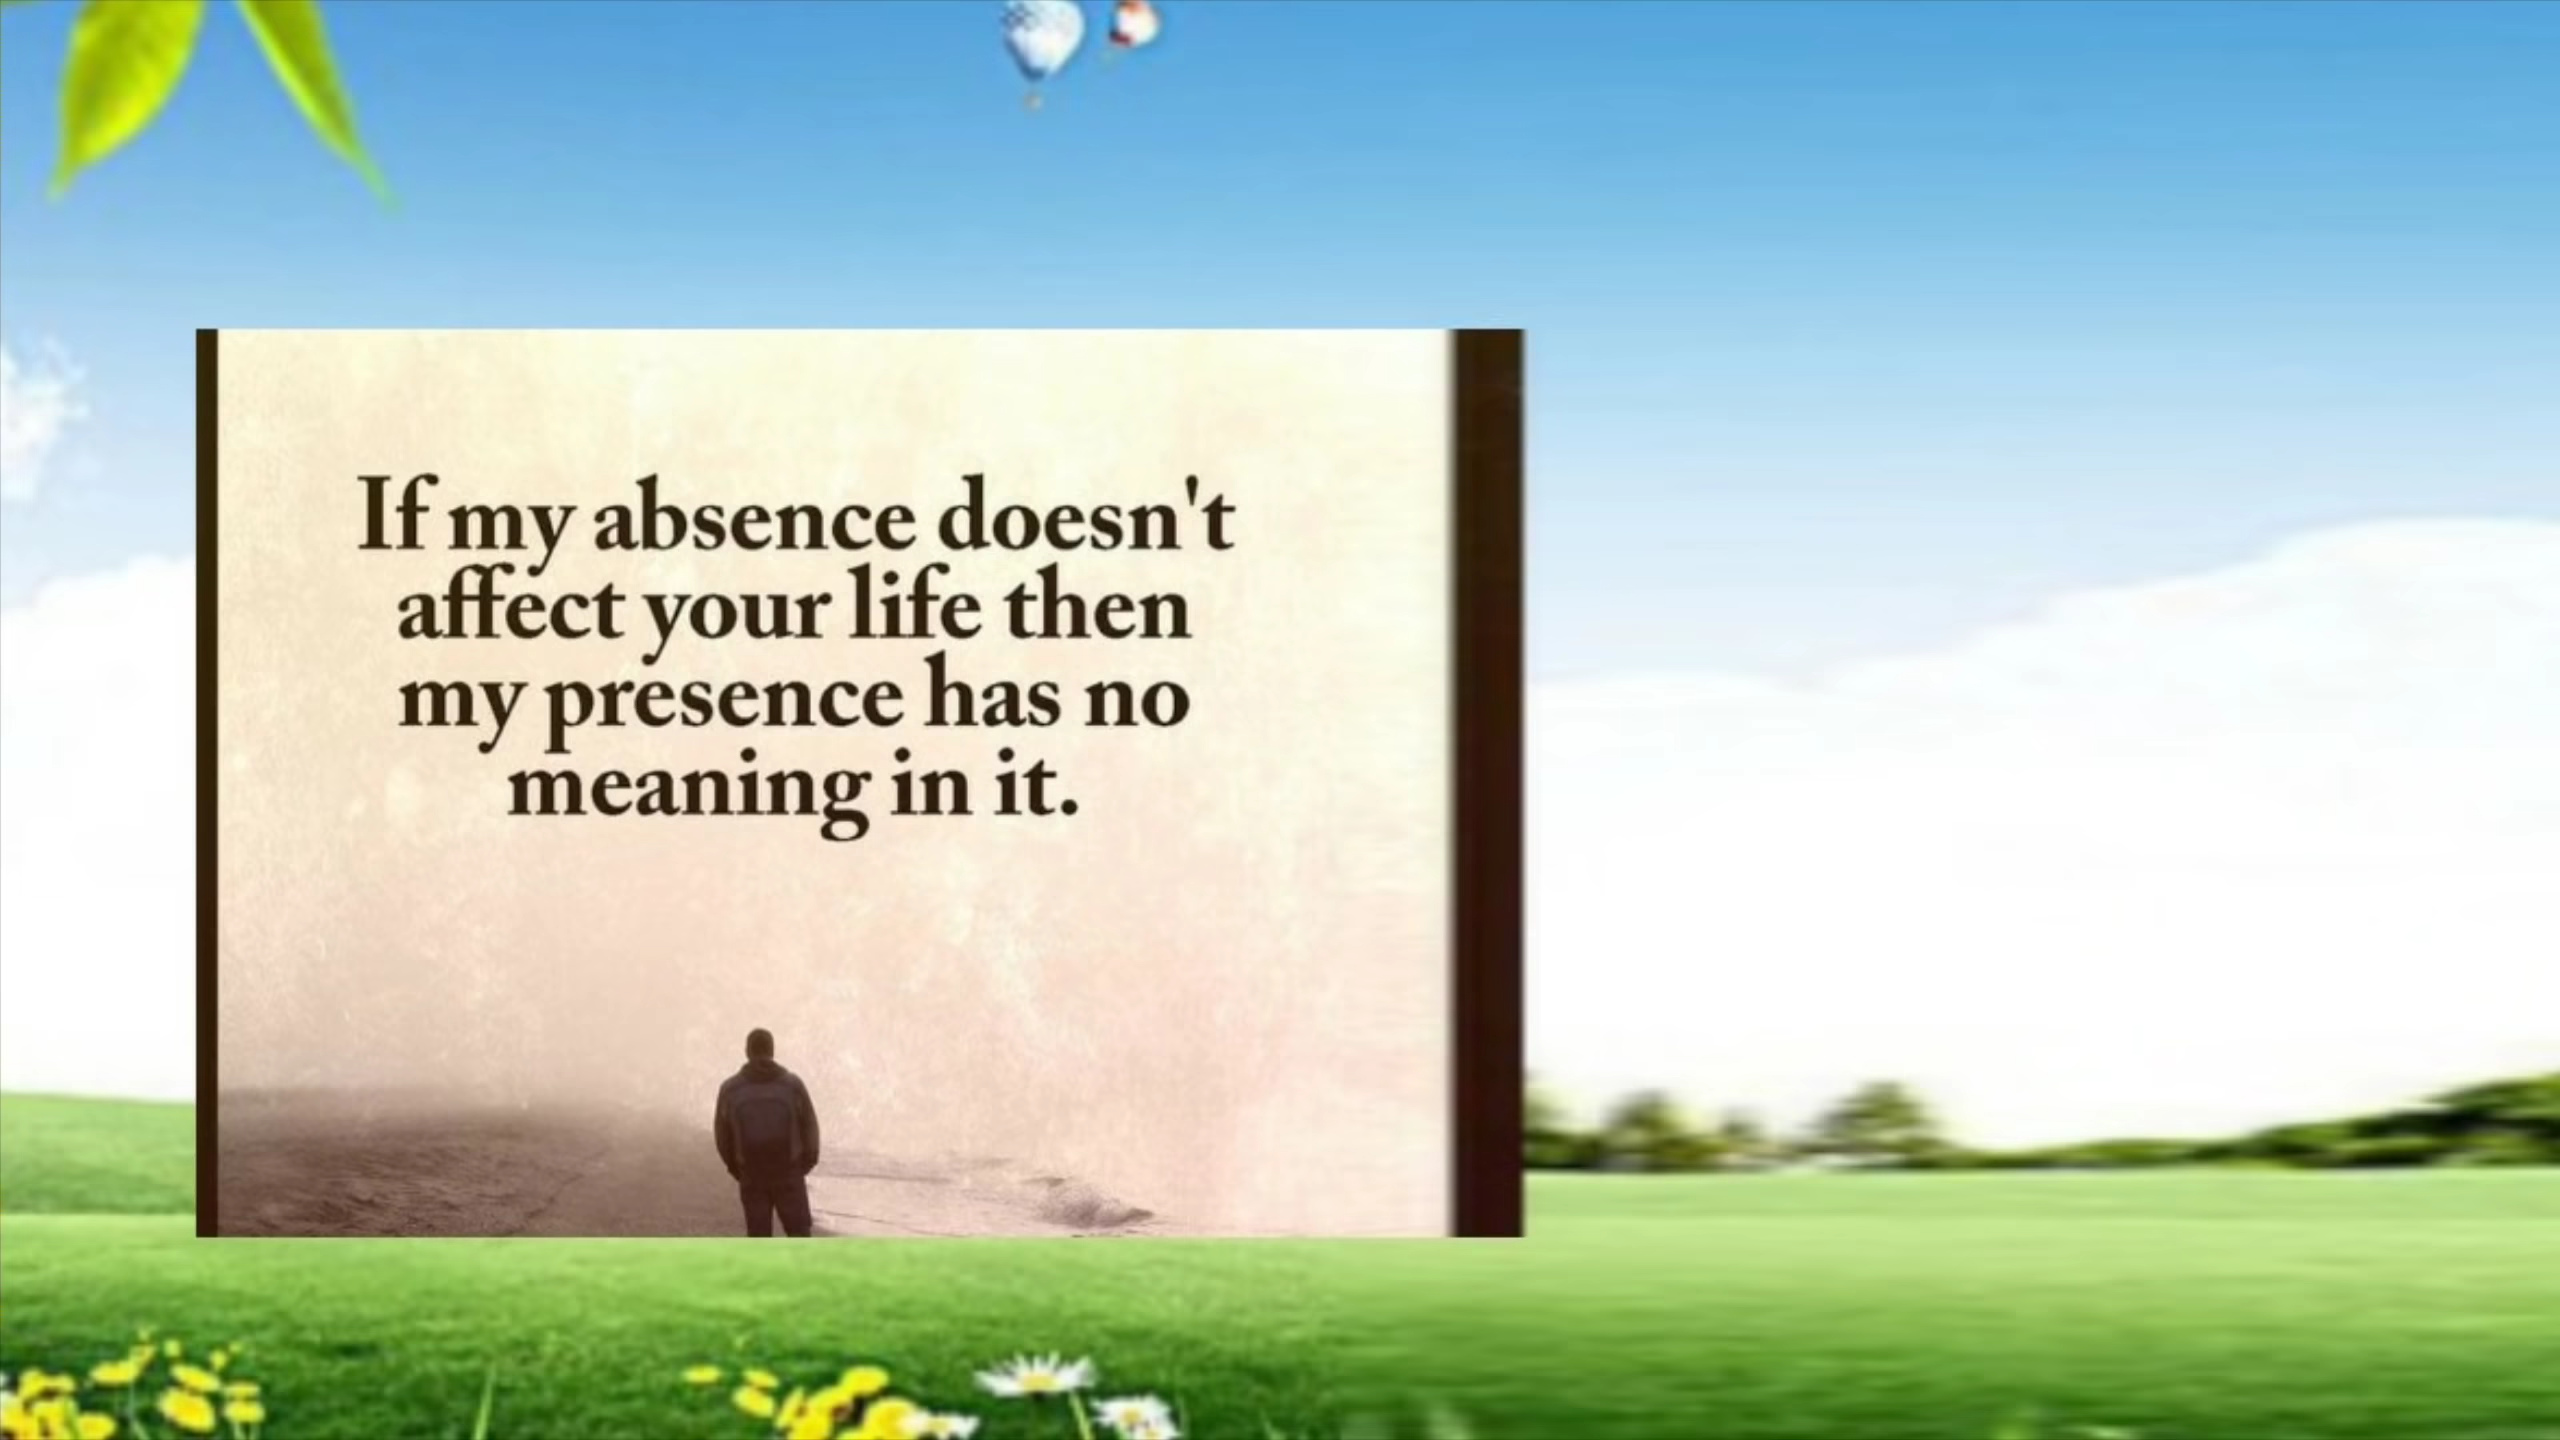 If my absence doesn't
affect your life then
my presence has no
meaning in it.